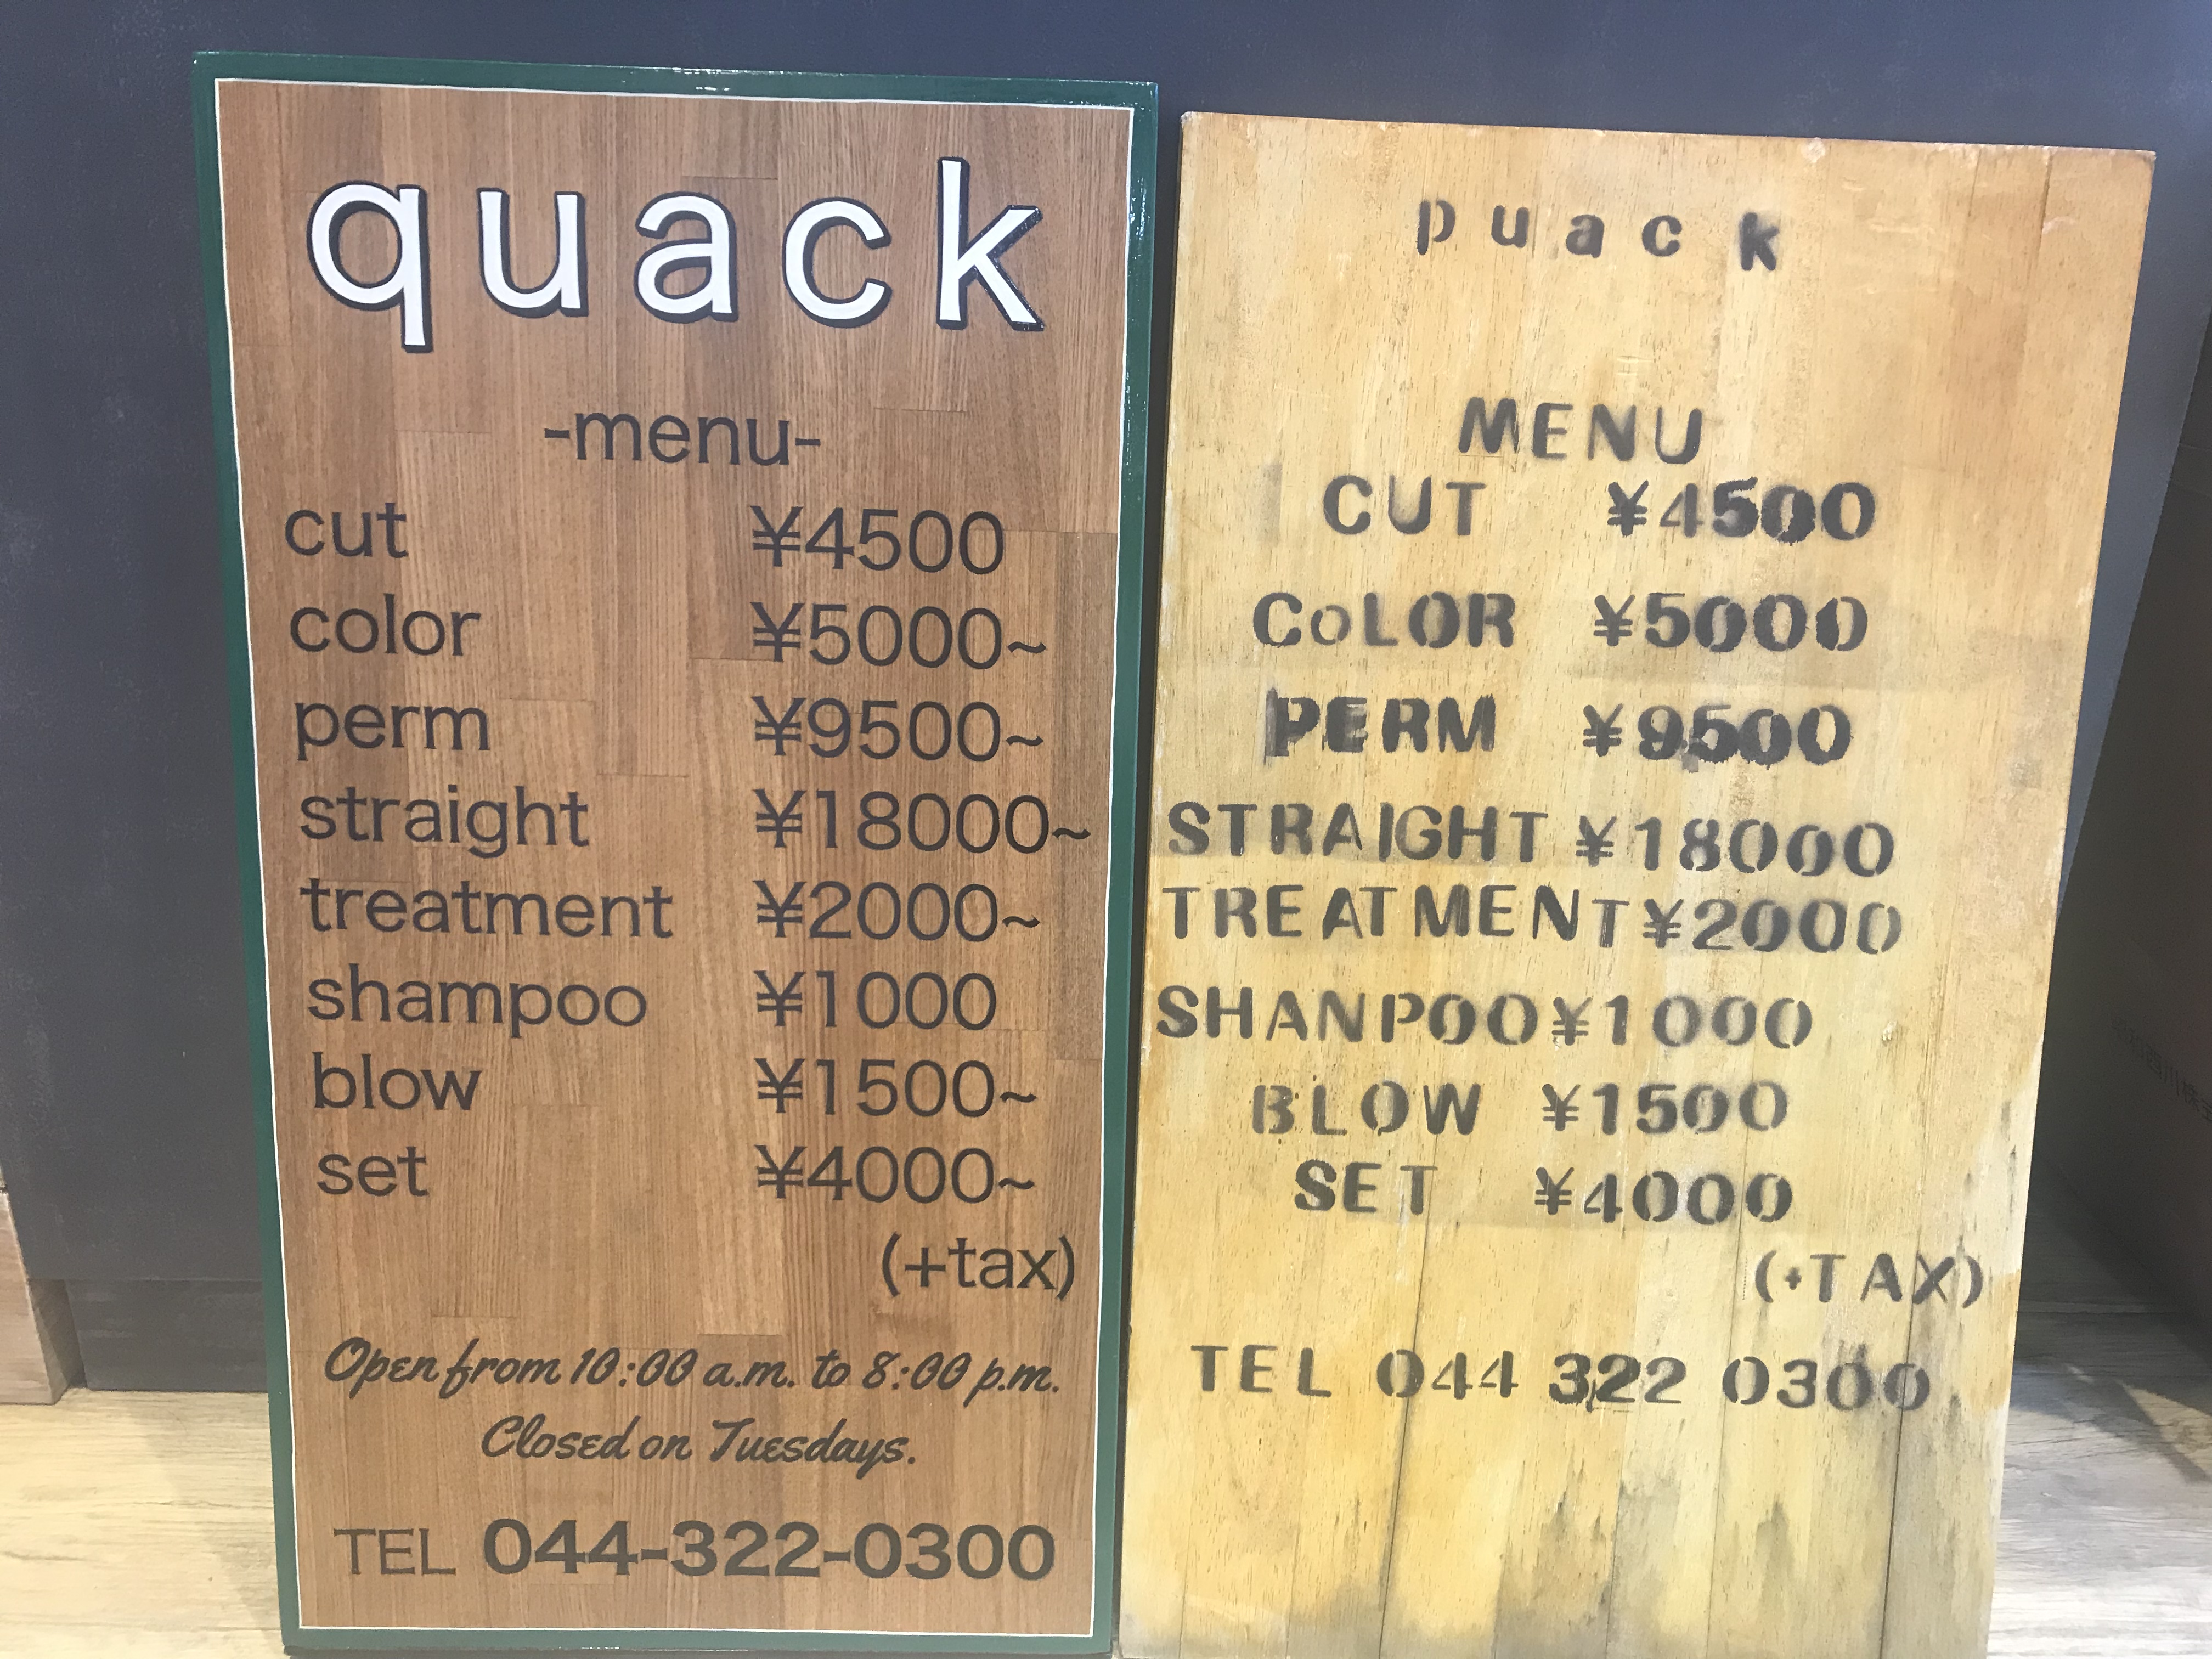 quack
-menu-
cut ¥4500
color ¥5000~
perm ¥9500~
straight ¥18000~
treatment ¥2000~
shampoo ¥1000
blow ¥1500~
set ¥4000~
(+tax)
Open from 10:00 a.m. to 8:00 p.m.
Closed on Tuesdays.
TEL 044-322-0300
puack
MENU
CUT ¥4500
CoLOR ¥5000
PERM ¥9500
STRAIGHT ¥18000
TREATMENT ¥2000
SHANPOO ¥1000
BLOW ¥1500
SET ¥4000
(+TAX)
TEL 044 322 0300